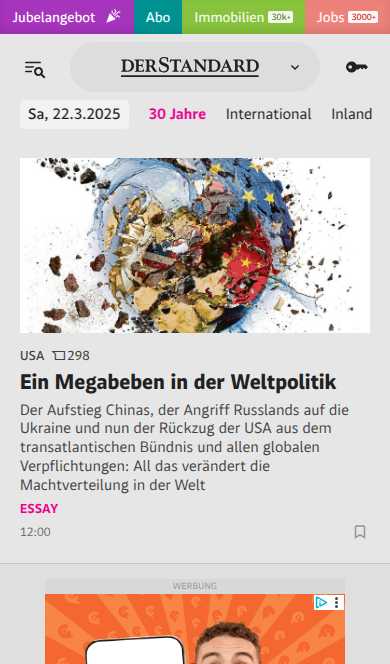 Jubelangebot
Abo
Immobilien 30k+
Jobs 3000+
DERSTANDARD
Sa, 22.3.2025
30 Jahre
International
Inland
USA 298
Ein Megabeben in der Weltpolitik
Der Aufstieg Chinas, der Angriff Russlands auf die
Ukraine und nun der Rückzug der USA aus dem
transatlantischen Bündnis und allen globalen
Verpflichtungen: All das verändert die
Machtverteilung in der Welt
ESSAY
12:00
WERBUNG